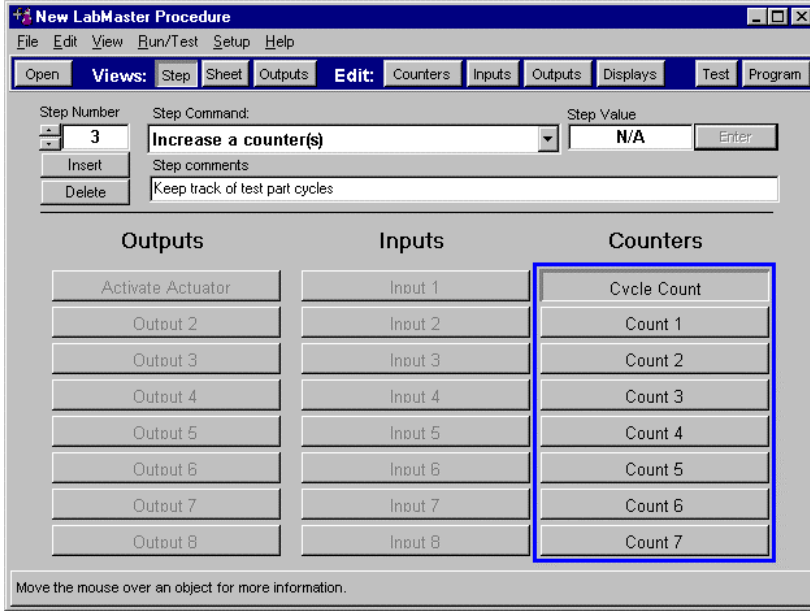 New LabMaster Procedure
File Edit View Run/Test Setup Help
Open Views: Step Sheet Outputs Edit: Counters Inputs Outputs Displays Test Program
Step Number Step Command: Step Value
3 Increase a counter(s) N/A Enter
Insert Step comments
Delete Keep track of test part cycles
Outputs Inputs Counters
Activate Actuator Input 1 Cycle Count
Output 2 Input 2 Count 1
Output 3 Input 3 Count 2
Output 4 Input 4 Count 3
Output 5 Input 5 Count 4
Output 6 Input 6 Count 5
Output 7 Input 7 Count 6
Output 8 Input 8 Count 7
Move the mouse over an object for more information.